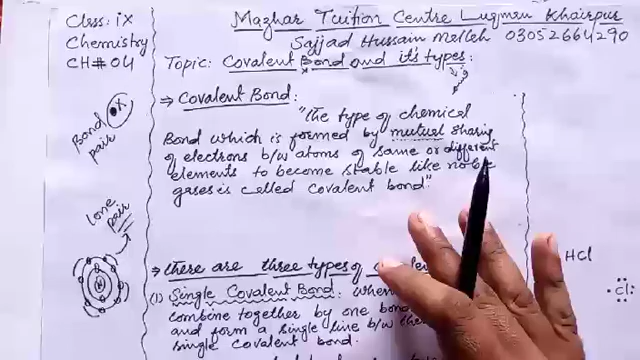 Class: ix
Chemistry
CH# 04
Mazhar Tuition Centre Luqman Khairpur
Sajjad Hussain Melleh 03052664290
Topic: Covalent Bond and it's types:
⇒ Covalent Bond:
"The type of chemical
Bond which is formed by mutual sharing
of electrons b/w atoms of same or different
elements to become stable like
gases is called covalent bond".
Bond
pair
x
lone
pair
⇒ There are three types of
(1) Single Covalent Bond:
combine together by one
and form a single line b/w
single covalent bond.
HCl
Cl